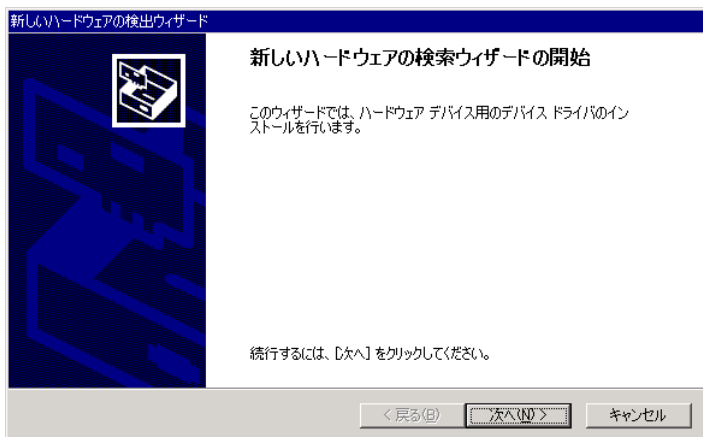 新しいハードウェアの検出ウィザード
新しいハードウェアの検索ウィザードの開始
このウィザードでは、ハードウェア デバイス用のデバイス ドライバのイン
ストールを行います。
続行するには、[次へ] をクリックしてください。
< 戻る(B)
次へ(N) >
キャンセル